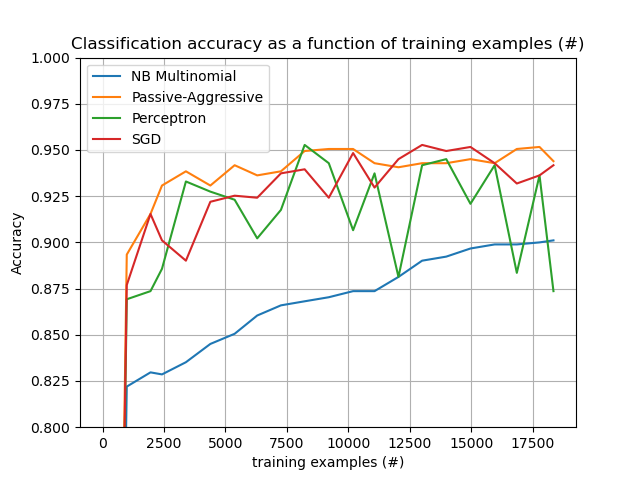 Classification accuracy as a function of training examples (#)
1.000
0.975
0.950
0.925
0.900
0.875
0.850
0.825
0.800
Accuracy
NB Multinomial
Passive-Aggressive
Perceptron
SGD
0
2500
5000
7500
10000
12500
15000
17500
training examples (#)